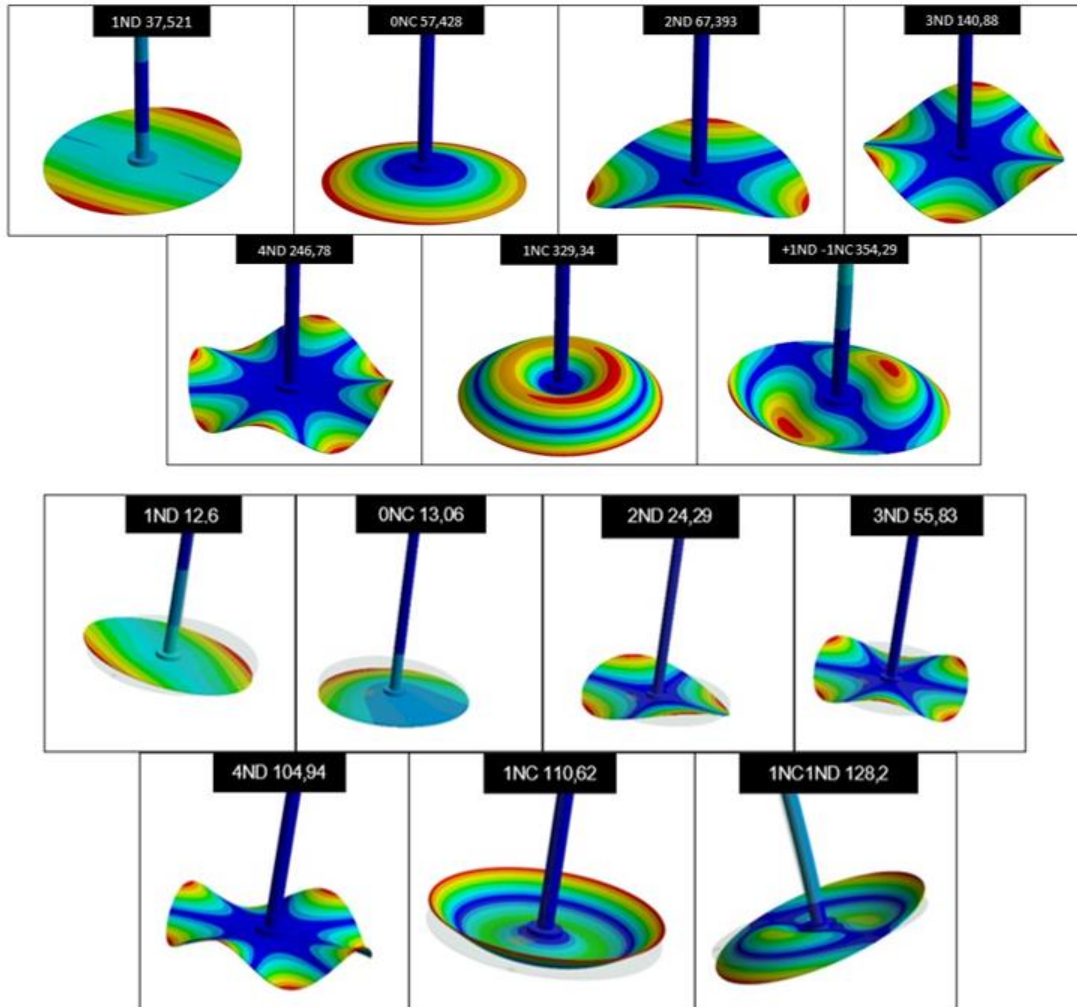 1ND 37,521
0NC 57,428
2ND 67,393
3ND 140,88
4ND 246,78
1NC 329,34
+1ND -1NC 354,29
1ND 12.6
0NC 13,06
2ND 24,29
3ND 55,83
4ND 104,94
1NC 110,62
1NC1ND 128,2